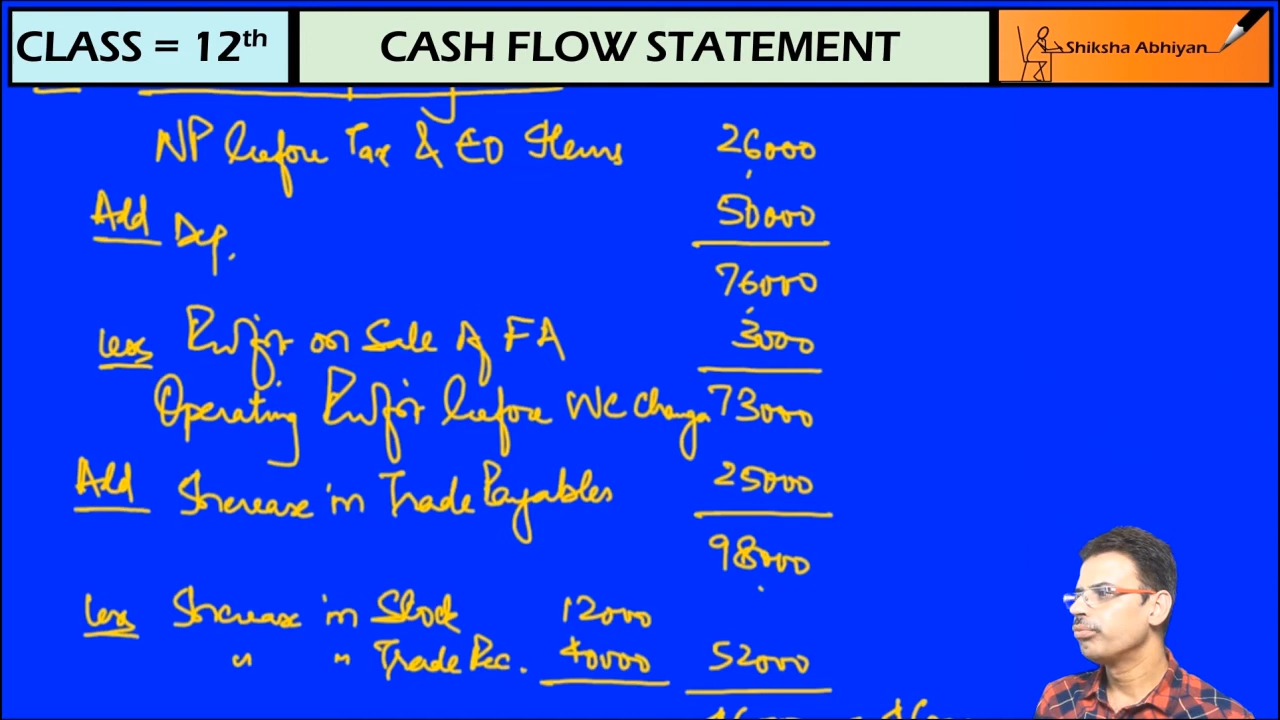 CLASS = 12th
CASH FLOW STATEMENT
Shiksha Abhiyan
NP before Tax & EO Items 26000
Add Dep. 50000
76000
Less Profit on Sale of FA 3000
Operating Profit before WC Changes 73000
Add Increase in Trade Payables 25000
98000
Less Increase in Stock 12000
" " Trade Rec. 40000 52000